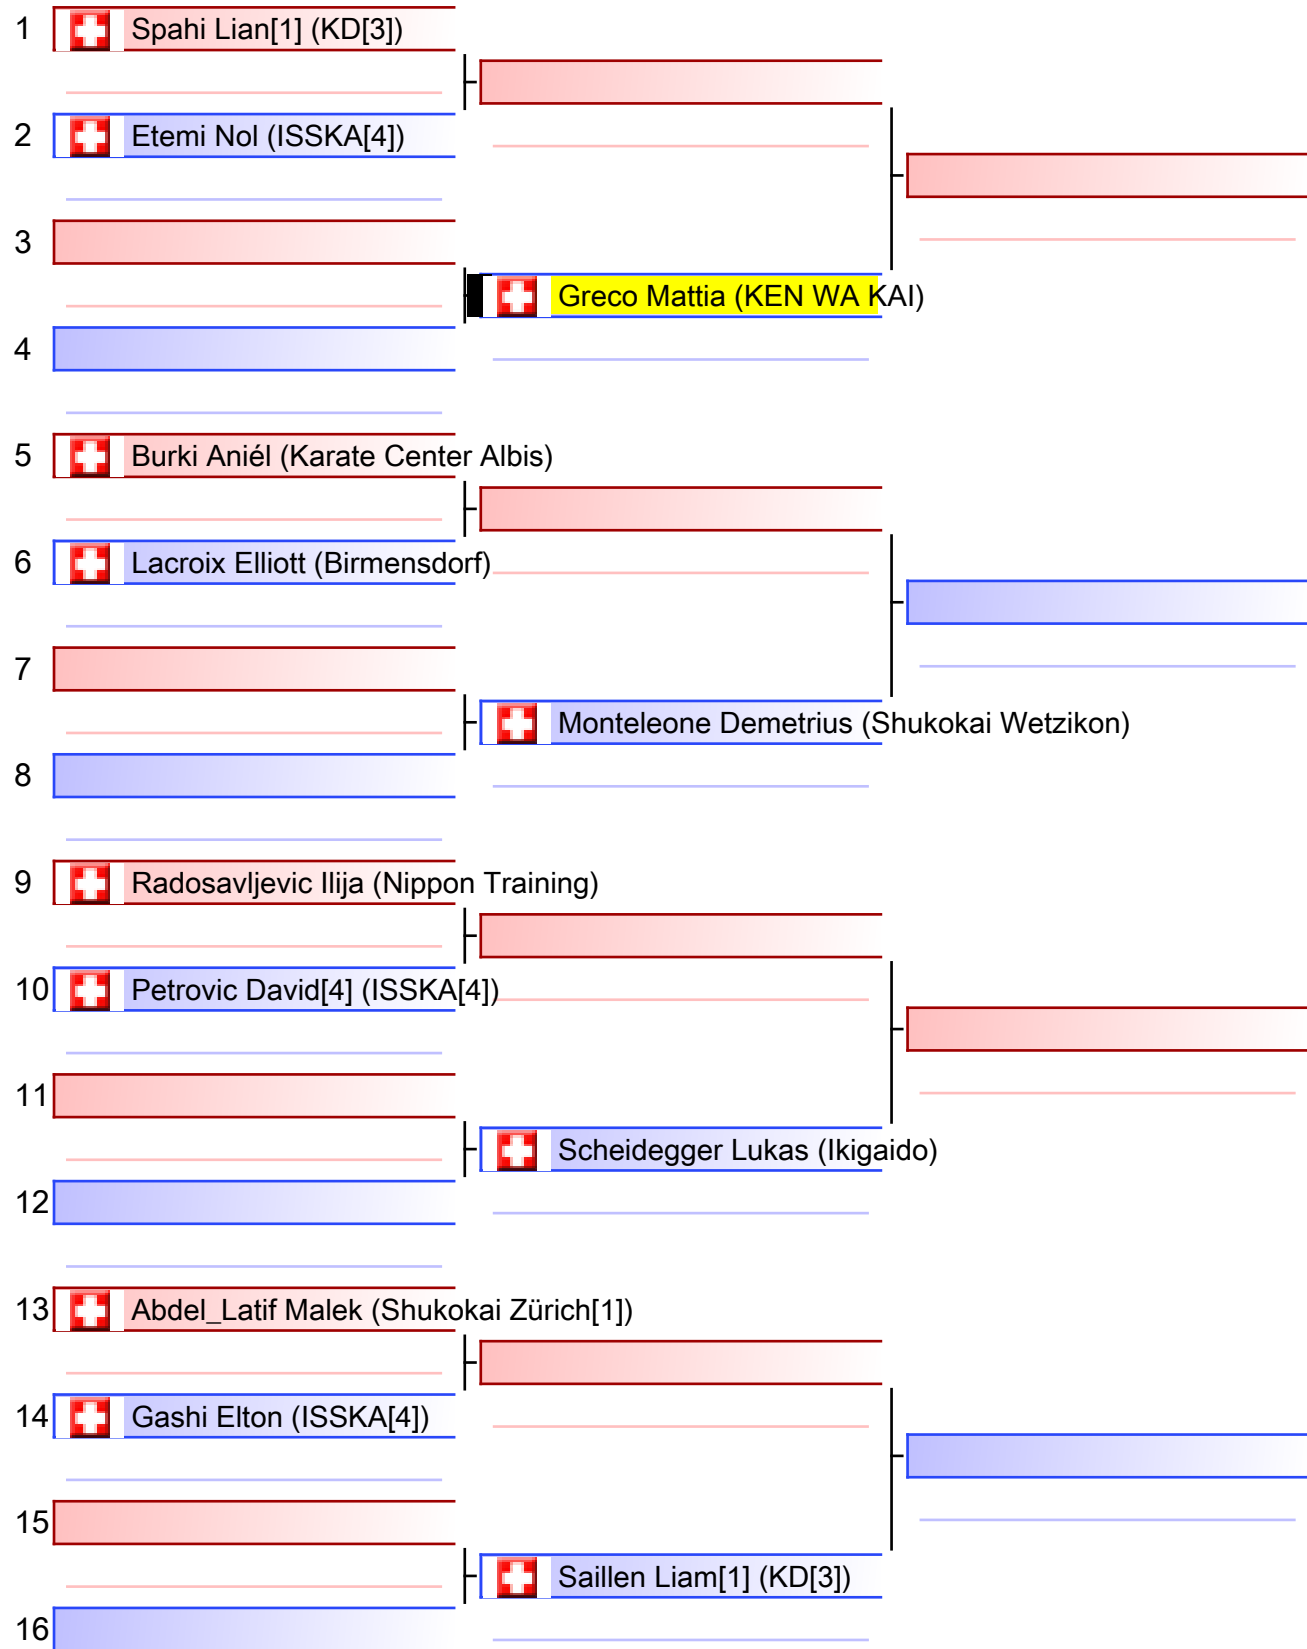 1 Spahi Lian[1] (KD[3])
2 Etemi Nol (ISSKA[4])
3
Greco Mattia (KEN WA KAI)
4
5 Burki Aniél (Karate Center Albis)
6 Lacroix Elliott (Birmensdorf)
7
Monteleone Demetrius (Shukokai Wetzikon)
8
9 Radosavljevic Ilija (Nippon Training)
10 Petrovic David[4] (ISSKA[4])
11
Scheidegger Lukas (Ikigaido)
12
13 Abdel_Latif Malek (Shukokai Zürich[1])
14 Gashi Elton (ISSKA[4])
15
Saillen Liam[1] (KD[3])
16